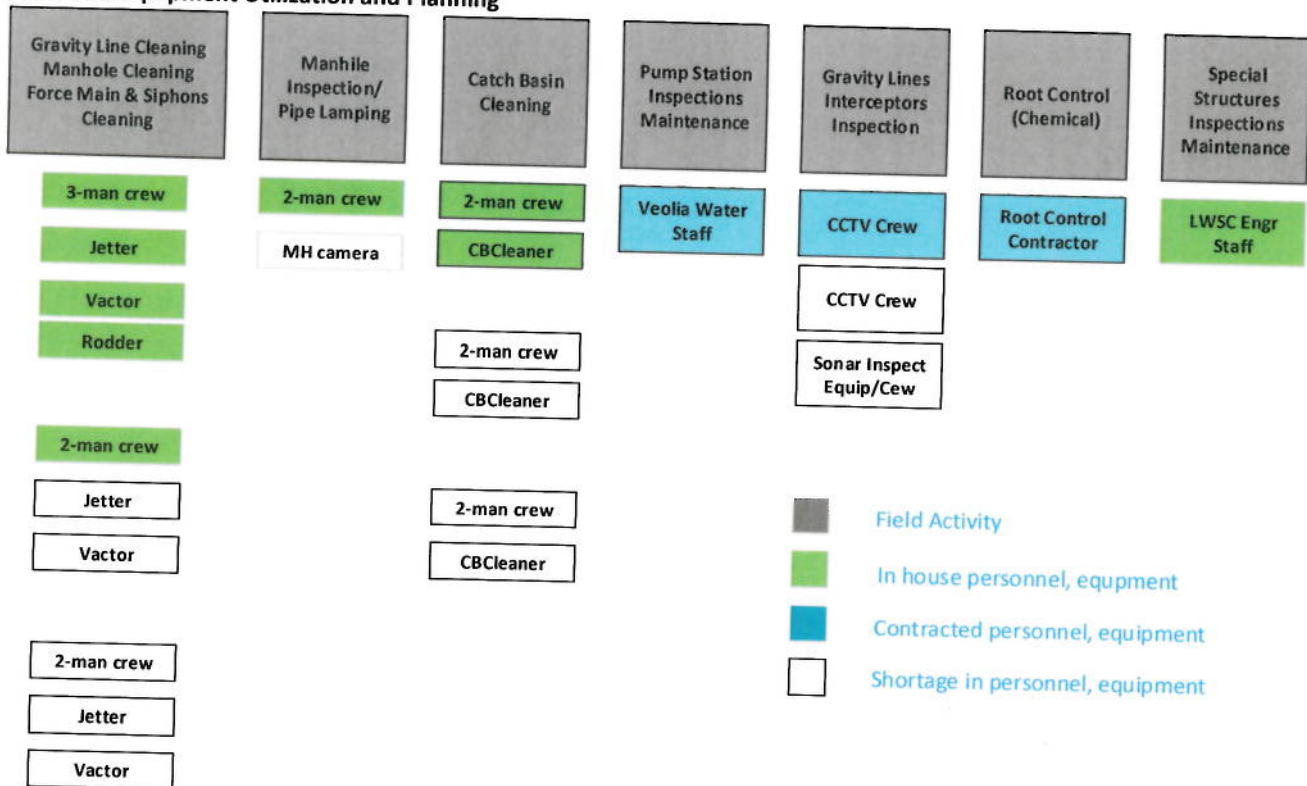 Equipment Utilization and Planning
Gravity Line Cleaning
Manhole Cleaning
Force Main & Siphons
Cleaning
Manhile
Inspection/
Pipe Lamping
Catch Basin
Cleaning
Pump Station
Inspections
Maintenance
Gravity Lines
Interceptors
Inspection
Root Control
(Chemical)
Special
Structures
Inspections
Maintenance
3-man crew
Jetter
Vactor
Rodder
2-man crew
Jetter
Vactor
2-man crew
Jetter
Vactor
2-man crew
MH camera
2-man crew
CBCleaner
2-man crew
CBCleaner
2-man crew
CBCleaner
Veolia Water
Staff
CCTV Crew
CCTV Crew
Sonar Inspect
Equip/Cew
Root Control
Contractor
LWSC Engr
Staff
Field Activity
In house personnel, equpment
Contracted personnel, equipment
Shortage in personnel, equipment